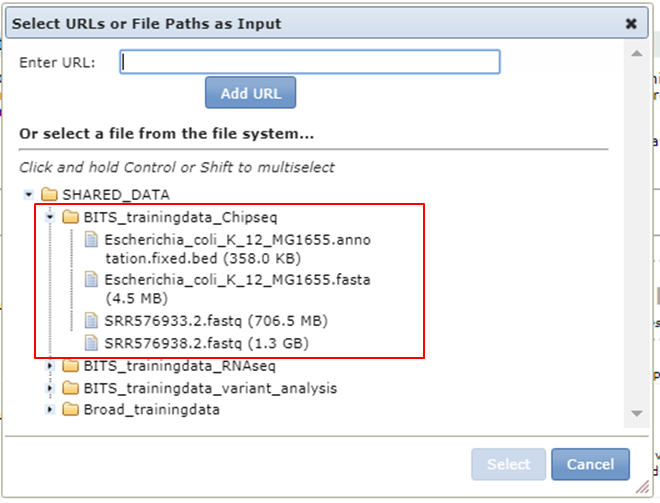 Select URLs or File Paths as Input
Enter URL:
Add URL
Or select a file from the file system...
Click and hold Control or Shift to multiselect
SHARED_DATA
BITS_trainingdata_Chipseq
Escherichia_coli_K_12_MG1655.anno
tation.fixed.bed (358.0 KB)
Escherichia_coli_K_12_MG1655.fasta
(4.5 MB)
SRR576933.2.fastq (706.5 MB)
SRR576938.2.fastq (1.3 GB)
BITS_trainingdata_RNAseq
BITS_trainingdata_variant_analysis
Broad_trainingdata
Select
Cancel